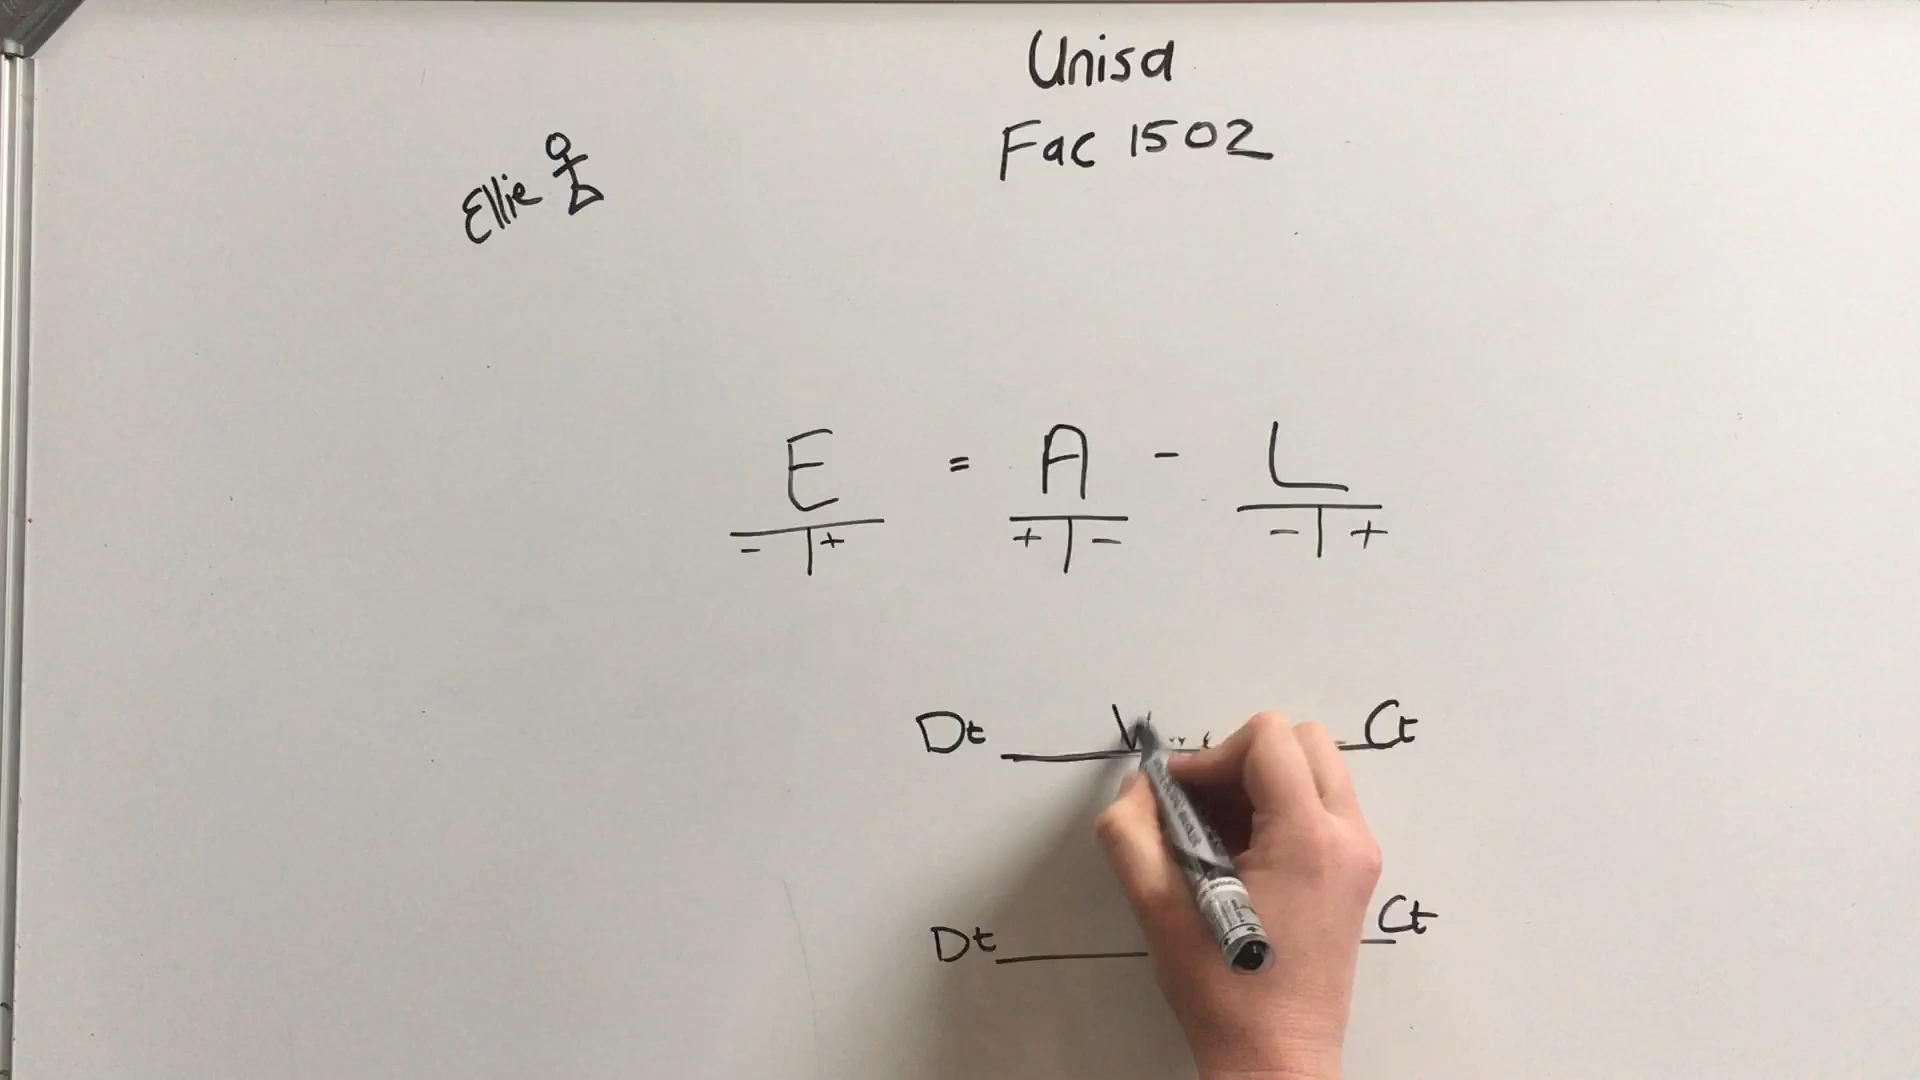 Unisa
Fac 1502
Ellie
E = A - L
- + + - - +
Dt Ct
Dt Ct